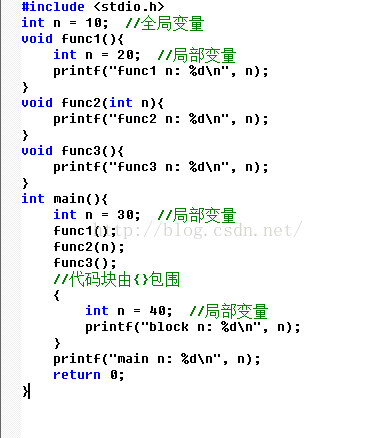 #include <stdio.h>
int n = 10;  //全局变量
void func1(){
    int n = 20;  //局部变量
    printf("func1 n: %d\n", n);
}
void func2(int n){
    printf("func2 n: %d\n", n);
}
void func3(){
    printf("func3 n: %d\n", n);
}
int main(){
    int n = 30;  //局部变量
    func1();
http://blog.csdn.net/
    func2(n);
    func3();
    //代码块由{}包围
    {
        int n = 40;  //局部变量
        printf("block n: %d\n", n);
    }
    printf("main n: %d\n", n);
    return 0;
}